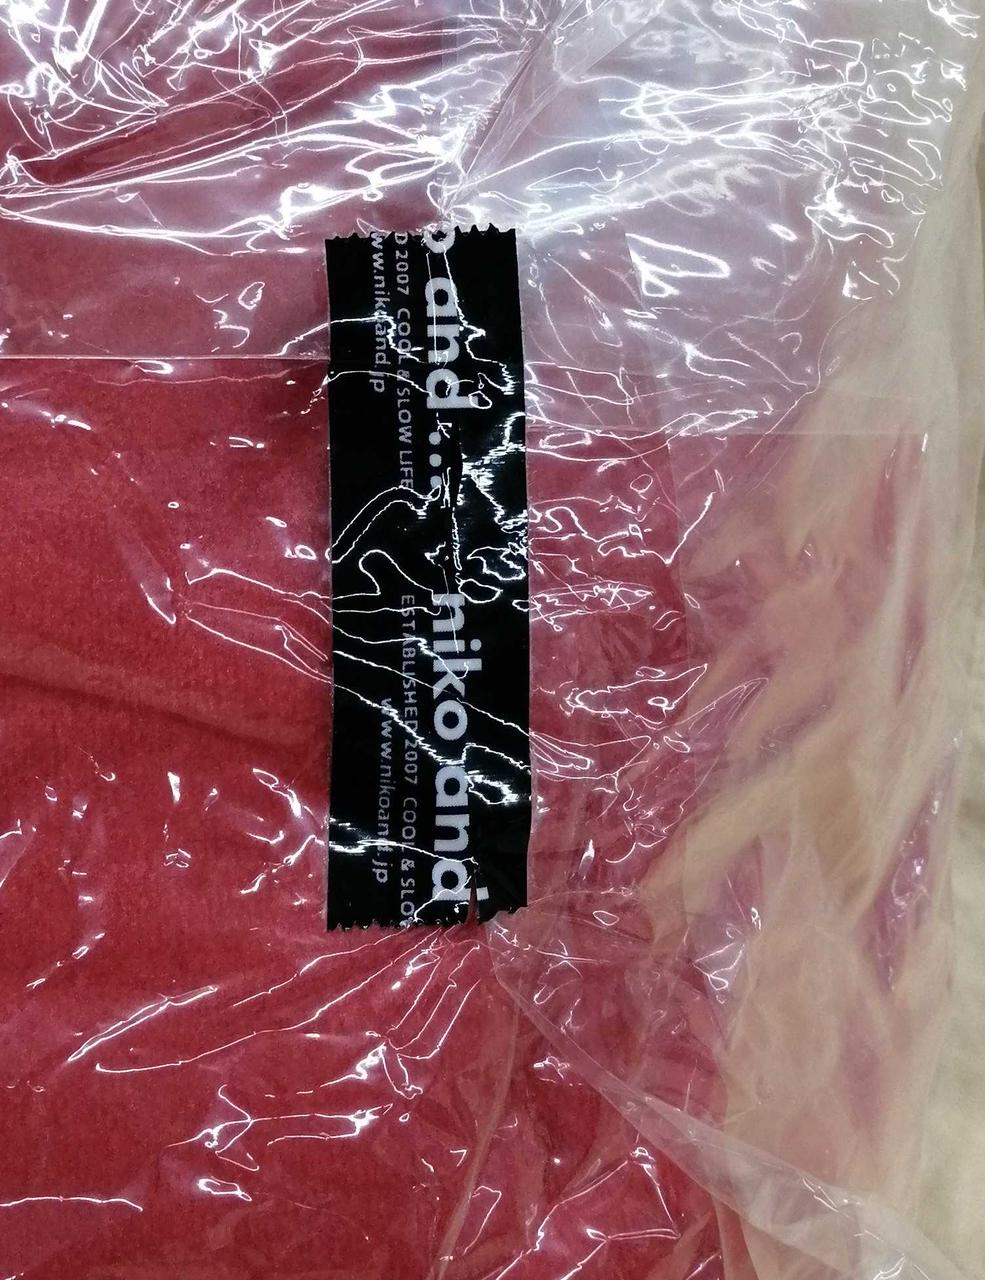 o and ... niko and
D 2007 COOL & SLOW LIFE ESTABLISHED 2007 COOL & SLO
www.nikoand.jp www.nikoand.jp